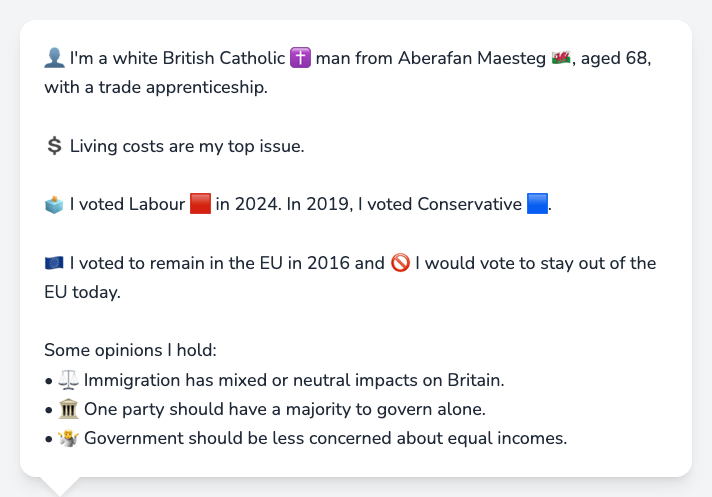 👤 I'm a white British Catholic ✝️ man from Aberafan Maesteg 🏴󠁧󠁢󠁷󠁬󠁳󠁿, aged 68,
with a trade apprenticeship.
💲 Living costs are my top issue.
🗳️ I voted Labour 🟥 in 2024. In 2019, I voted Conservative 🟦.
🇪🇺 I voted to remain in the EU in 2016 and 🚫 I would vote to stay out of the
EU today.
Some opinions I hold:
• ⚖️ Immigration has mixed or neutral impacts on Britain.
• 🏛️ One party should have a majority to govern alone.
• 🤷 Government should be less concerned about equal incomes.